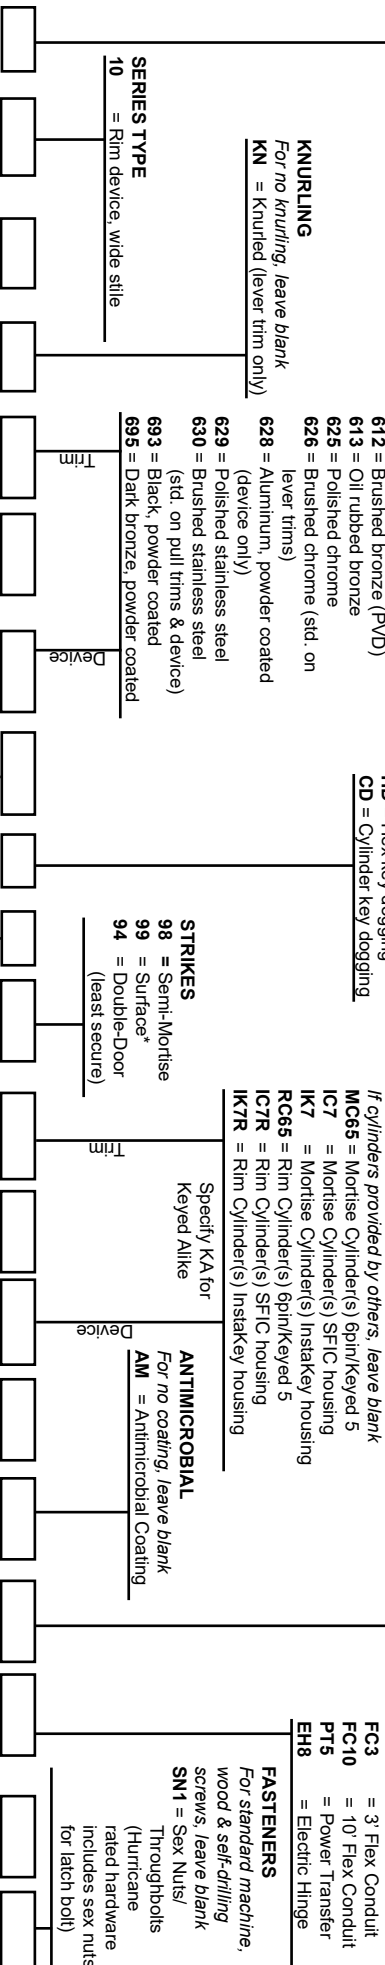 SERIES TYPE
10 = Rim device, wide stile
KNURLING
For no knurling, leave blank
KN = Knurled (lever trim only)
612 = Brushed bronze (PVD)
613 = Oil rubbed bronze
625 = Polished chrome
626 = Brushed chrome (std. on
lever trims)
628 = Aluminum, powder coated
(device only)
629 = Polished stainless steel
630 = Brushed stainless steel
(std. on pull trims & device)
693 = Black, powder coated
695 = Dark bronze, powder coated
Trim
Device
CD = Cylinder key dogging
STRIKES
98 = Semi-Mortise
99 = Surface*
94 = Double-Door
(least secure)
If cylinders provided by others, leave blank
MC65 = Mortise Cylinder(s) 6pin/Keyed 5
IC7 = Mortise Cylinder(s) SFIC housing
IK7 = Mortise Cylinder(s) InstaKey housing
RC65 = Rim Cylinder(s) 6pin/Keyed 5
IC7R = Rim Cylinder(s) SFIC housing
IK7R = Rim Cylinder(s) InstaKey housing
Specify KA for
Keyed Alike
Trim
Device
ANTIMICROBIAL
For no coating, leave blank
AM = Antimicrobial Coating
FC3 = 3' Flex Conduit
FC10 = 10' Flex Conduit
PT5 = Power Transfer
EH8 = Electric Hinge
FASTENERS
For standard machine,
wood & self-drilling
screws, leave blank
SN1 = Sex Nuts/
Throughbolts
(Hurricane
rated hardware
includes sex nuts
for latch bolt)